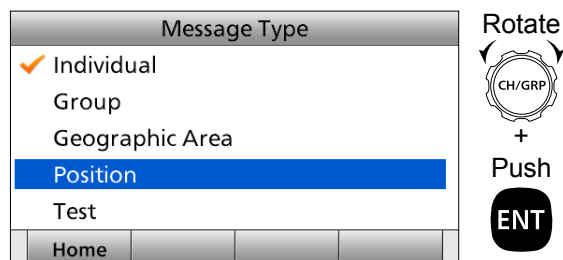 Message Type
Individual
Group
Geographic Area
Position
Test
Home
Rotate
CH/GRP
+
Push
ENT